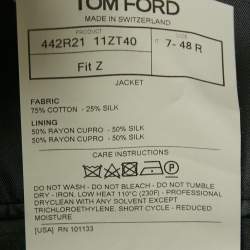 TOM FORD
MADE IN SWITZERLAND
PRODUCT
442R21 11ZT40
7- 48 R
Fit Z
JACKET
FABRIC
75% COTTON - 25% SILK
LINING
50% RAYON CUPRO - 50% SILK
50% RAYON CUPRO - 50% SILK
CARE INSTRUCTIONS
DO NOT WASH - DO NOT BLEACH - DO NOT TUMBLE
DRY - IRON, LOW HEAT 110°C (230F) - PROFESSIONAL
DRYCLEAN WITH ANY SOLVENT EXCEPT
TRICHLOROETHYLENE, SHORT CYCLE - REDUCED
MOISTURE
[USA] RN 101133